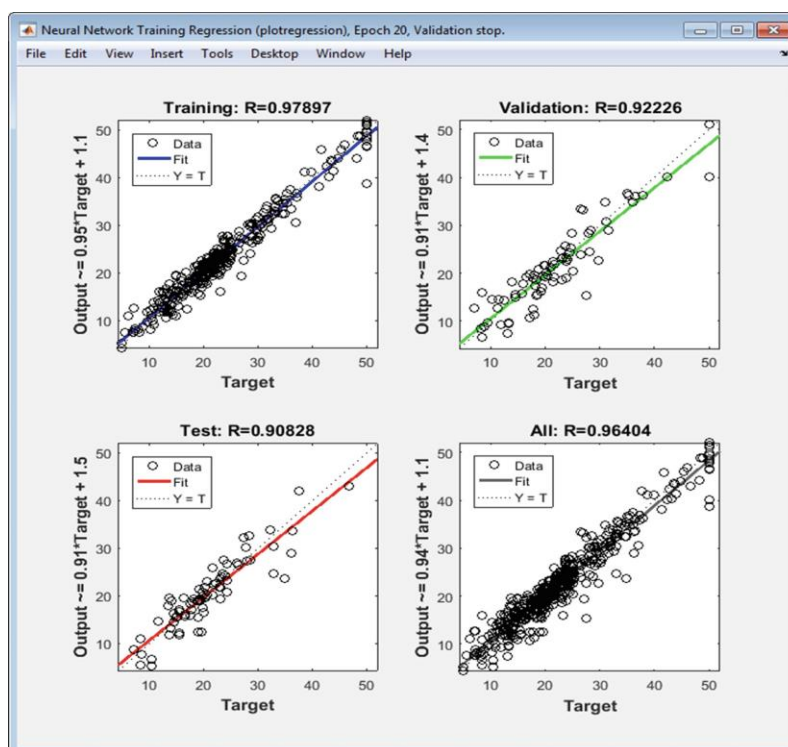 Neural Network Training Regression (plotregression), Epoch 20, Validation stop.
File Edit View Insert Tools Desktop Window Help
Training: R=0.97897
Output ~= 0.95*Target + 1.1
50
40
30
20
10
Data
Fit
Y = T
10 20 30 40 50
Target
Validation: R=0.92226
Output ~= 0.91*Target + 1.4
50
40
30
20
10
Data
Fit
Y = T
10 20 30 40 50
Target
Test: R=0.90828
Output ~= 0.91*Target + 1.5
50
40
30
20
10
Data
Fit
Y = T
10 20 30 40 50
Target
All: R=0.96404
Output ~= 0.94*Target + 1.1
50
40
30
20
10
Data
Fit
Y = T
10 20 30 40 50
Target